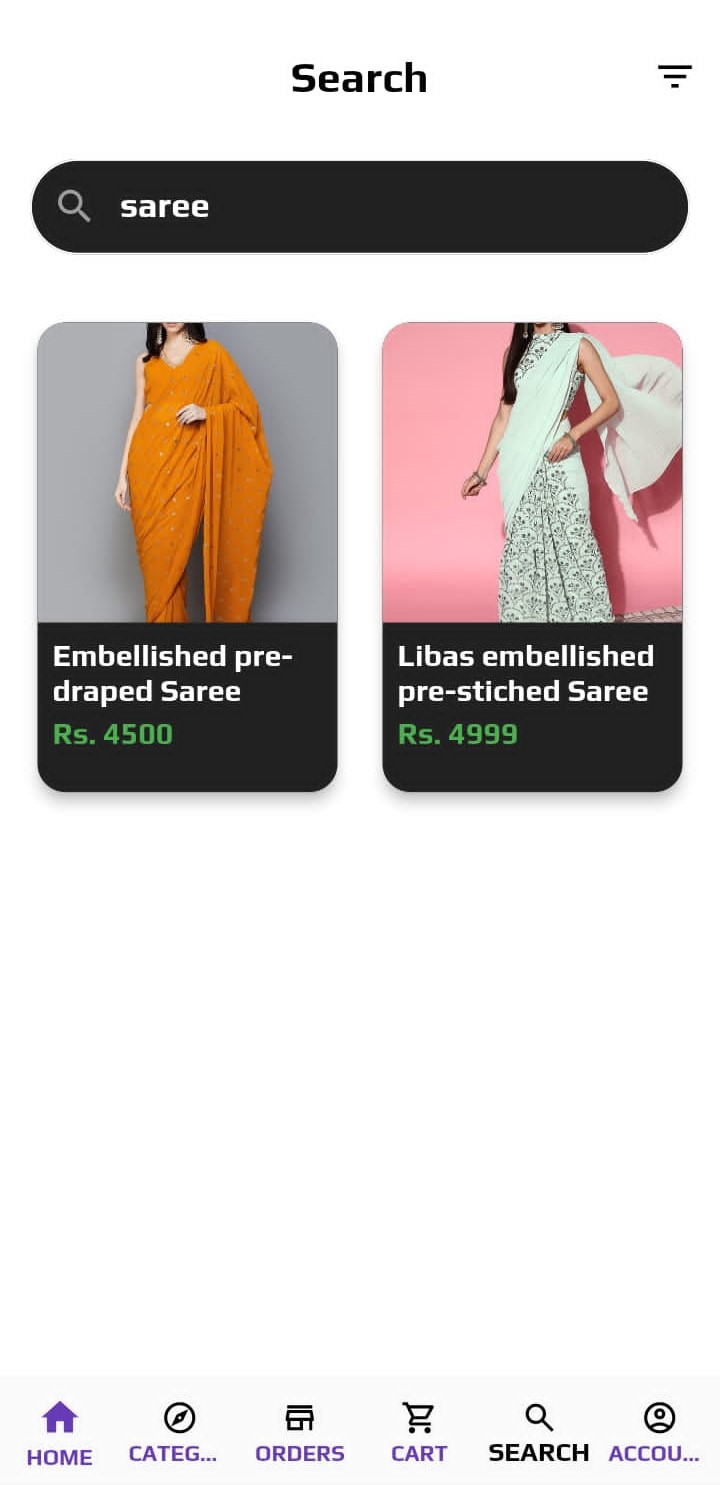 Search
saree
Embellished pre-
draped Saree
Rs. 4500
Libas embellished
pre-stiched Saree
Rs. 4999
HOME
CATEG...
ORDERS
CART
SEARCH
ACCOU...